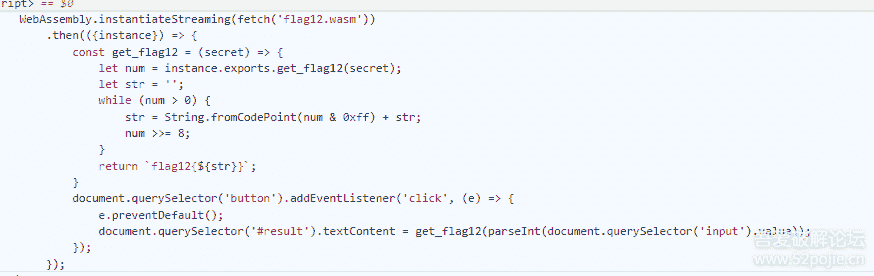 ript> == $0
WebAssembly.instantiateStreaming(fetch('flag12.wasm'))
.then(({instance}) => {
const get_flag12 = (secret) => {
let num = instance.exports.get_flag12(secret);
let str = '';
while (num > 0) {
str = String.fromCodePoint(num & 0xff) + str;
num >>= 8;
}
return `flag12{${str}}`;
}
document.querySelector('button').addEventListener('click', (e) => {
e.preventDefault();
document.querySelector('#result').textContent = get_flag12(parseInt(document.querySelector('input').value));
});
});
吾爱破解论坛
www.52pojie.cn